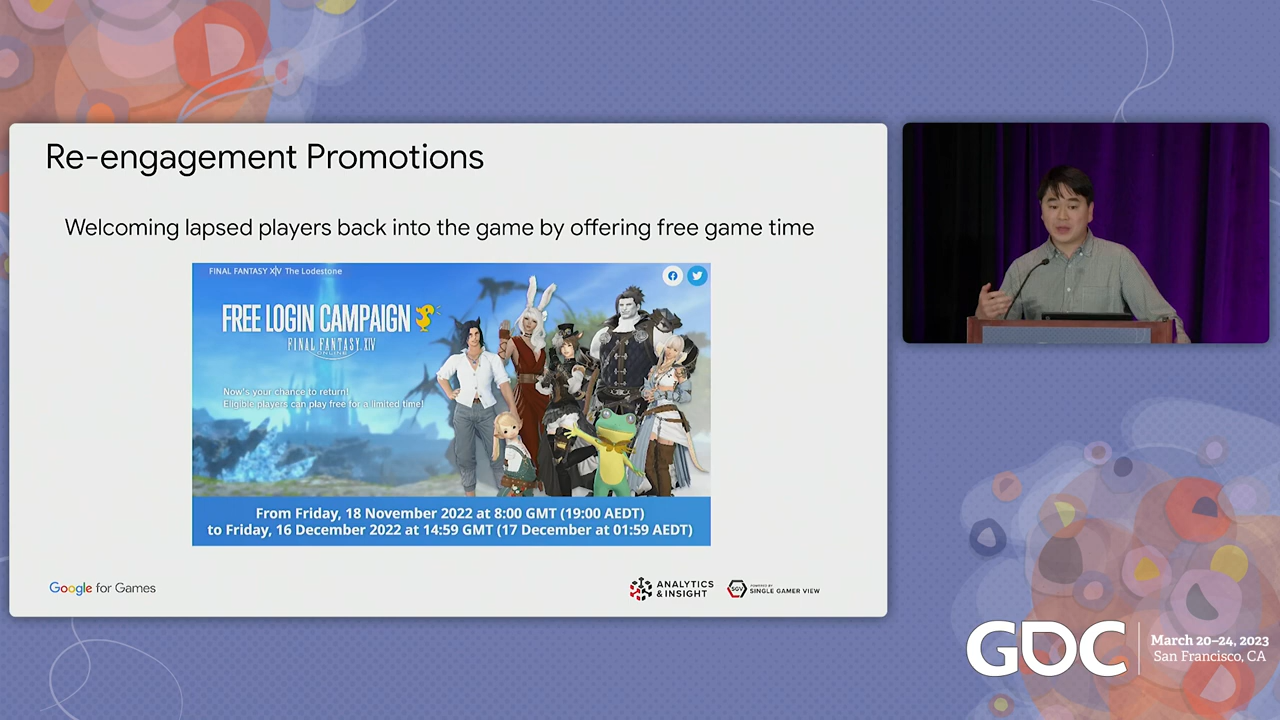 Re-engagement Promotions
Welcoming lapsed players back into the game by offering free game time
FINAL FANTASY XIV The Lodestone
FREE LOGIN CAMPAIGN
FINAL FANTASY XIV
ONLINE
Now's your chance to return!
Eligible players can play free for a limited time!
From Friday, 18 November 2022 at 8:00 GMT (19:00 AEDT)
to Friday, 16 December 2022 at 14:59 GMT (17 December at 01:59 AEDT)
Google for Games
ANALYTICS
& INSIGHT
SGV
POWERED BY
SINGLE GAMER VIEW
GDC
March 20–24, 2023
San Francisco, CA